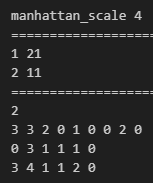 manhattan_scale 4
===================
1 21
2 11
===================
2
3 3 2 0 1 0 0 2 0
0 3 1 1 1 0
3 4 1 1 2 0